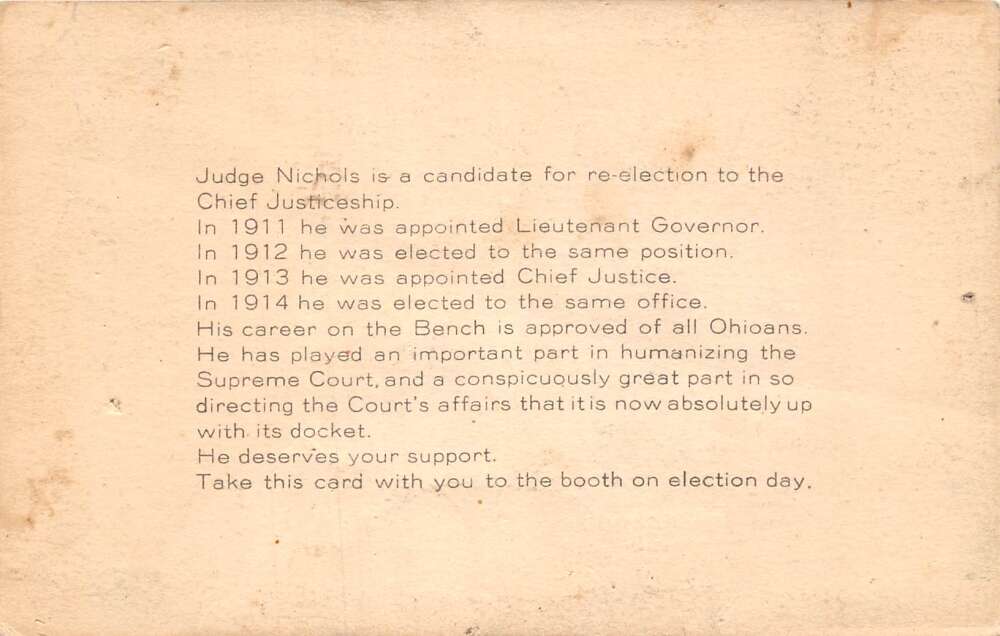 Judge Nichols is a candidate for re-election to the
Chief Justiceship.
In 1911 he was appointed Lieutenant Governor.
In 1912 he was elected to the same position.
In 1913 he was appointed Chief Justice.
In 1914 he was elected to the same office.
His career on the Bench is approved of all Ohioans.
He has played an important part in humanizing the
Supreme Court, and a conspicuously great part in so
directing the Court's affairs that it is now absolutely up
with its docket.
He deserves your support.
Take this card with you to the booth on election day.